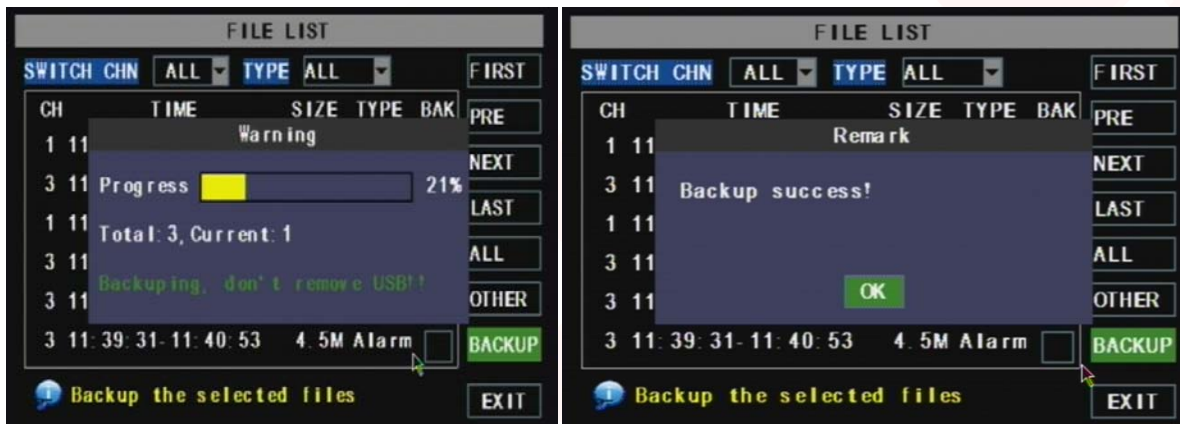 FILE LIST
SWITCH CHN ALL TYPE ALL FIRST
CH TIME SIZE TYPE BAK PRE
Warning
1 11
NEXT
3 11 Progress 21%
LAST
1 11
Total: 3, Current: 1
3 11 ALL
Backuping, don't remove USB!!
3 11 OTHER
3 11:39:31-11:40:53 4.5M Alarm BACKUP
Backup the selected files EXIT
FILE LIST
SWITCH CHN ALL TYPE ALL FIRST
CH TIME SIZE TYPE BAK PRE
Remark
1 11
NEXT
3 11 Backup success!
LAST
1 11
3 11 ALL
OK
3 11 OTHER
3 11:39:31-11:40:53 4.5M Alarm BACKUP
Backup the selected files EXIT